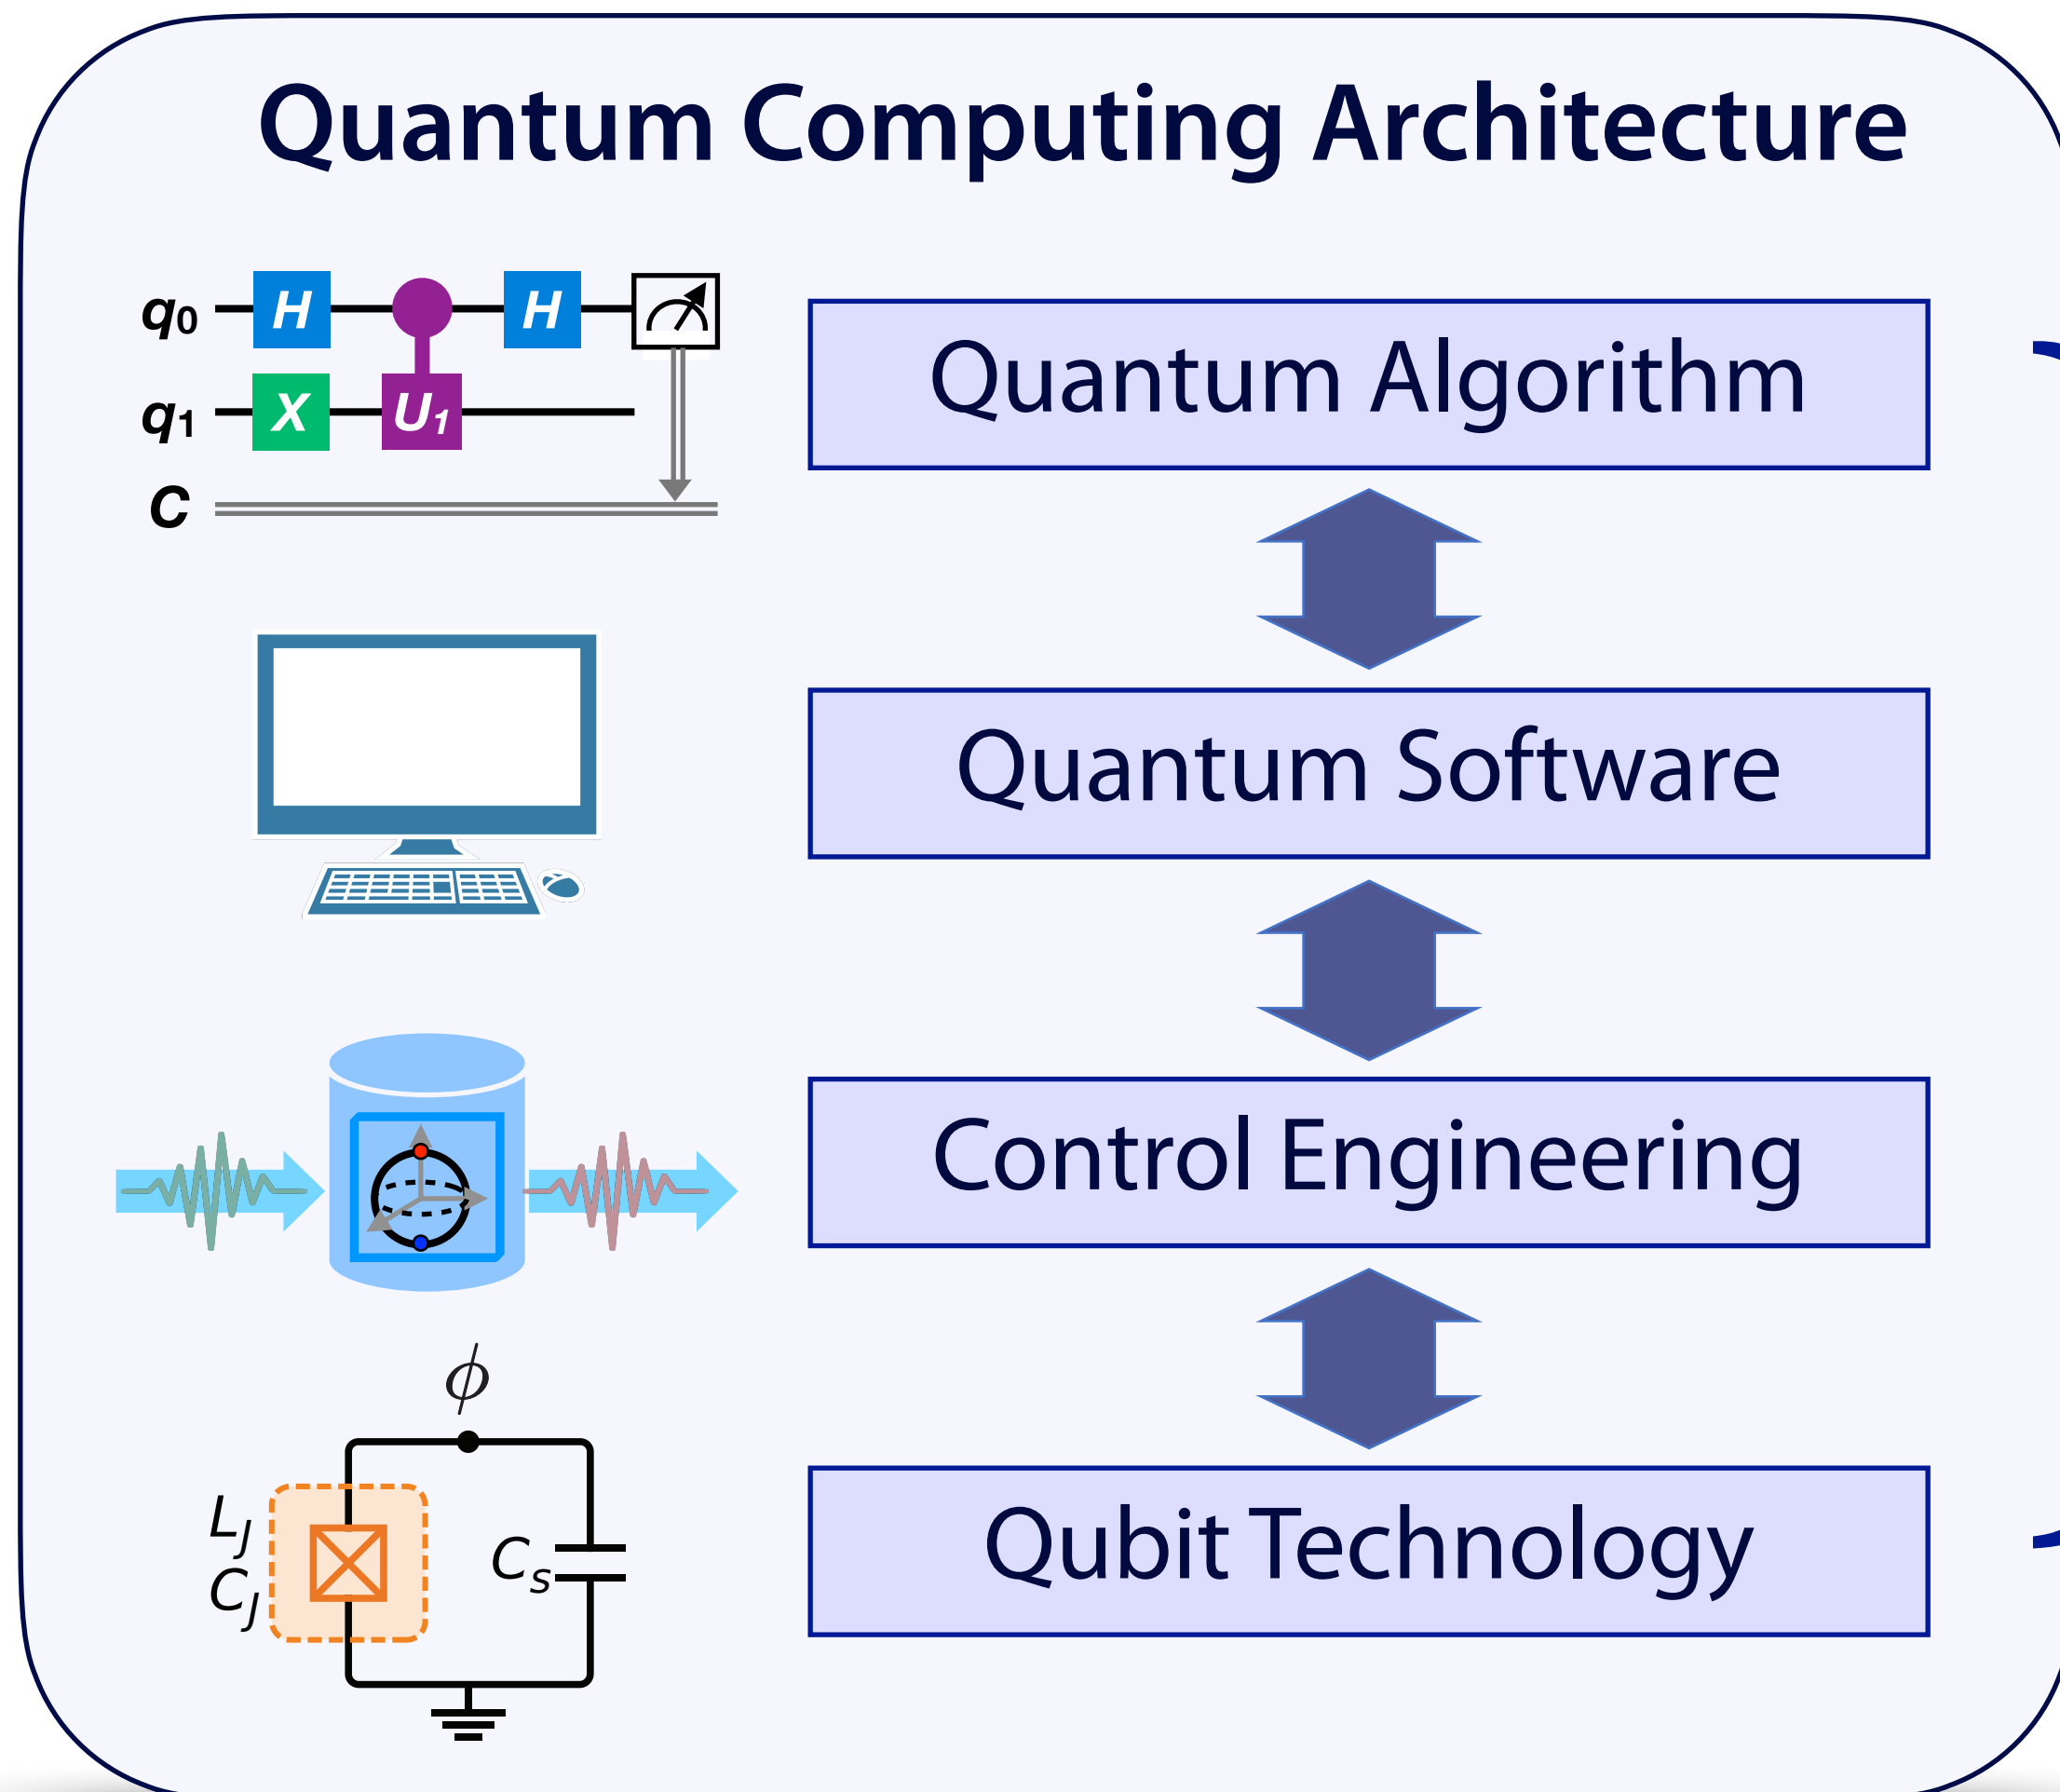 Quantum Computing Architecture
q0 H H
q1 X U1
C
Quantum Algorithm
Quantum Software
Control Engineering
ϕ
LJ
CJ
Cs
Qubit Technology